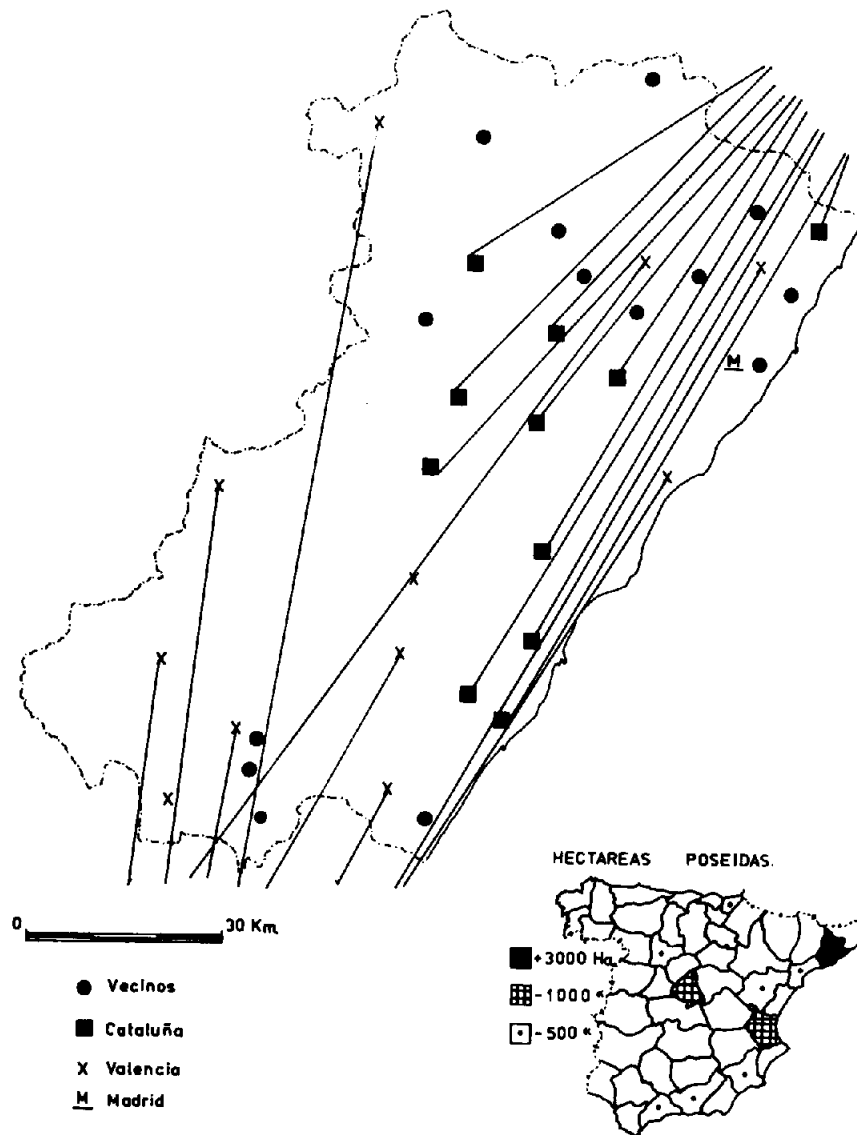 M
HECTAREAS POSEIDAS.
0 30 Km.
+3000 Ha.
-1000 "
-500 "
Vecinos
Cataluña
x Valencia
M Madrid